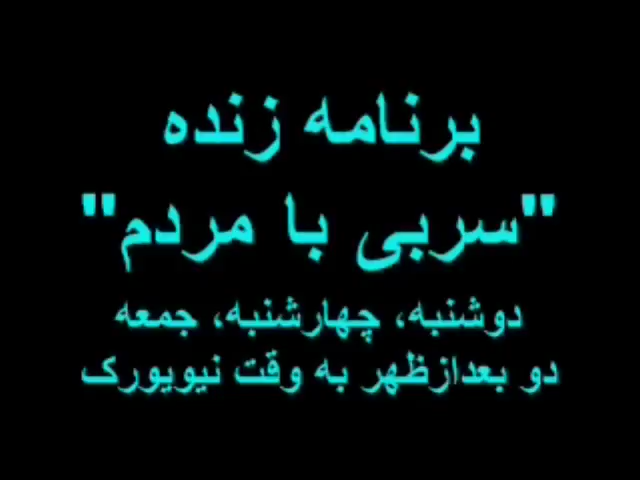 برنامه زنده
"سربی با مردم"
دوشنبه، چهارشنبه، جمعه
دو بعدازظهر به وقت نیویورک